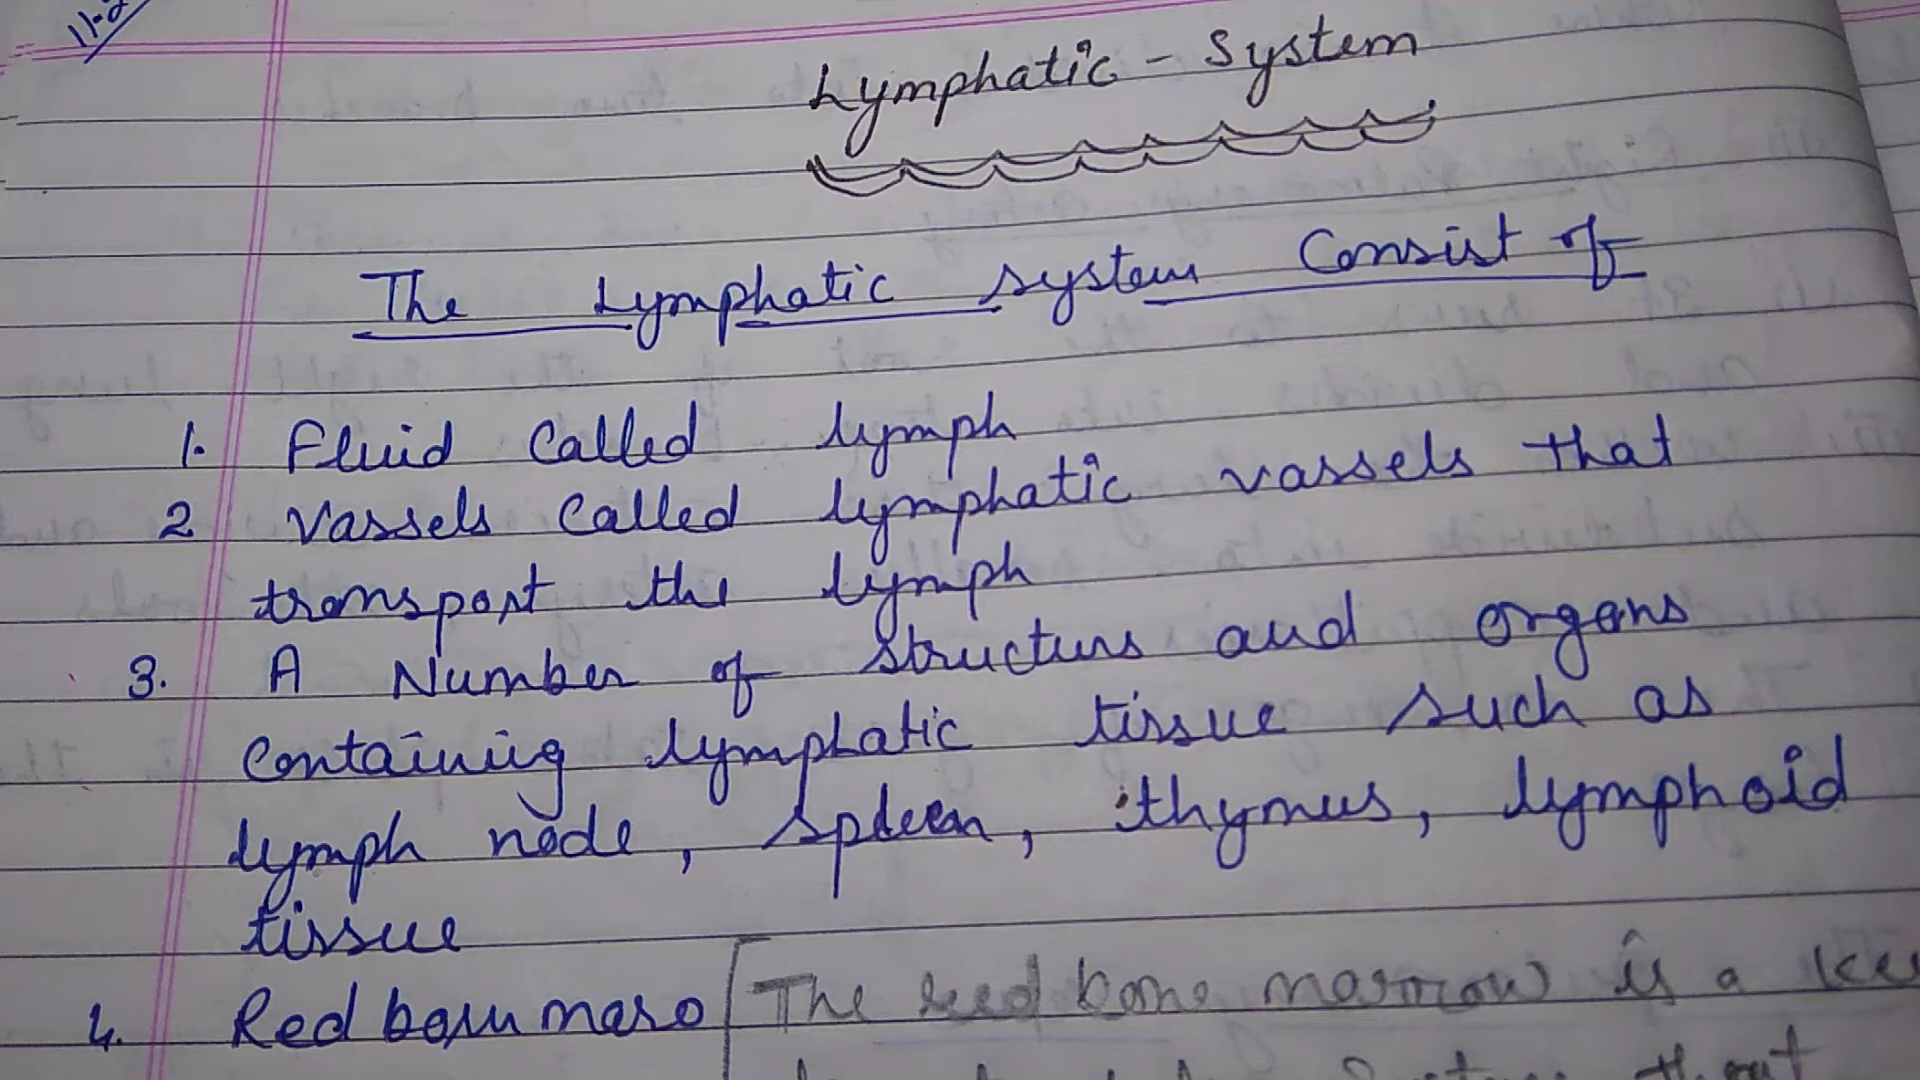 Lymphatic - System
The Lymphatic system Consist of
1. Fluid Called lymph
2 Vassels Called lymphatic vassels that
transport the lymph
3. A Number of structurs and organs
Containing lymphatic tissue such as
lymph node, spleen, thymus, lymphoid
tissue
4. Red bonu maro The red bone marrow is a